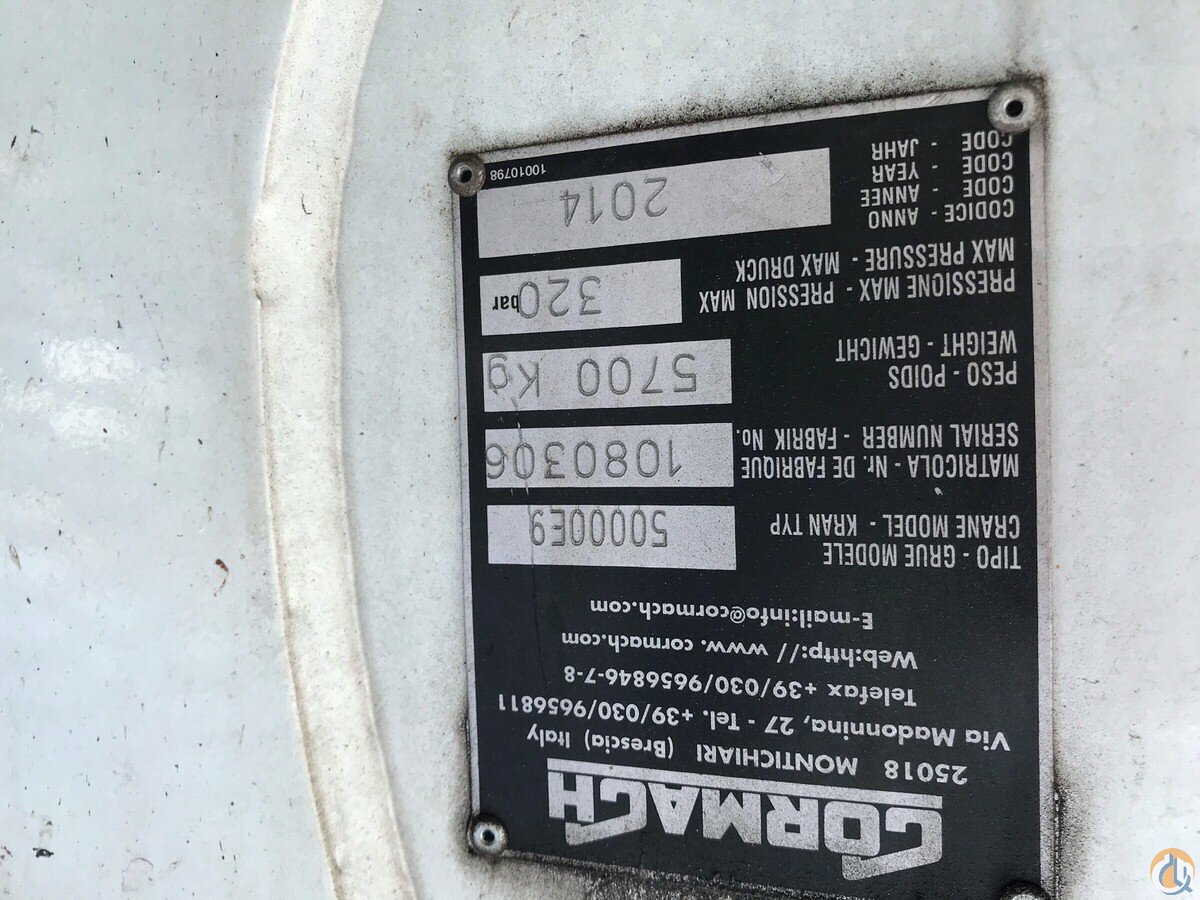 CORMACH
25018 MONTICHIARI (Brescia) Italy
Via Madonnina, 27 - Tel. +39/030/9656811
Telefax +39/030/9656846-7-8
Web:http:// www. cormach.com
E-mail:info@cormach.com
TIPO - GRUE MODELE
CRANE MODEL - KRAN TYP
50000E9
MATRICOLA - Nr. DE FABRIQUE
SERIAL NUMBER - FABRIK No.
1080306
PESO - POIDS
WEIGHT - GEWICHT
5700 Kg
PRESSIONE MAX - PRESSION MAX
MAX PRESSURE - MAX DRUCK
320 bar
CODICE - ANNO
CODE - ANNEE
CODE - YEAR
CODE - JAHR
2014
10010798